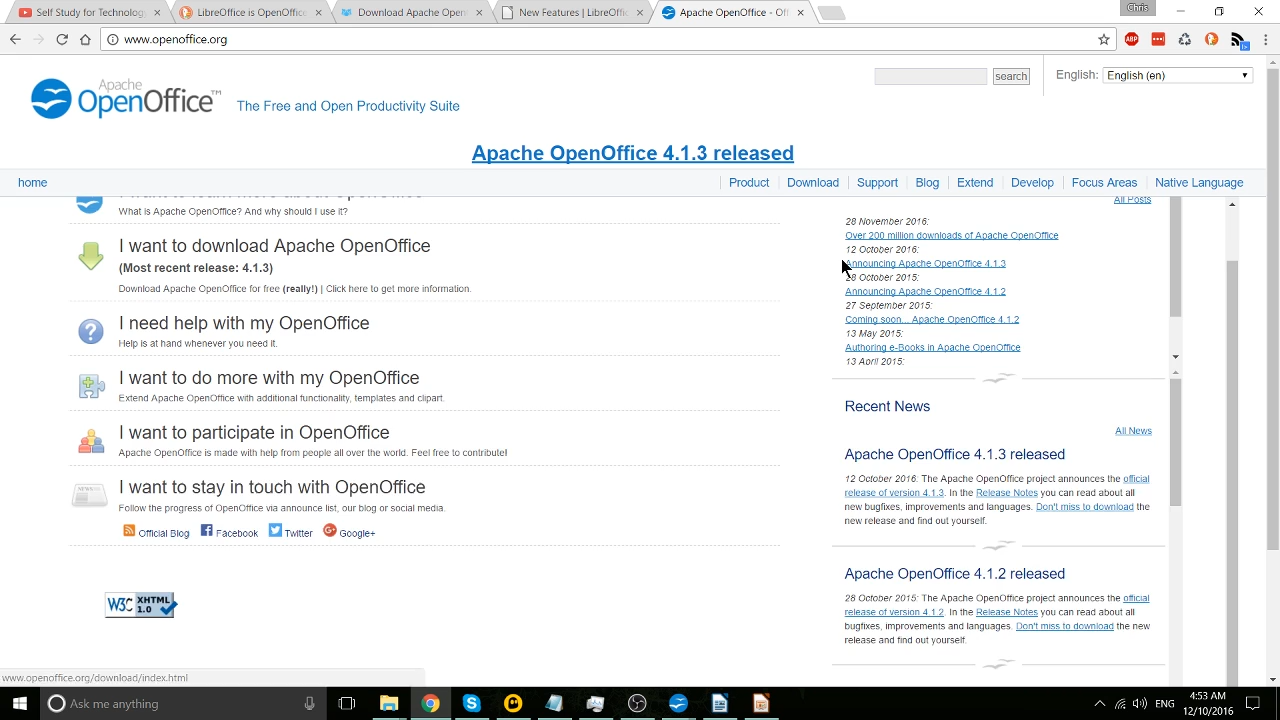 Self Study for Technology
LibreOffice is OpenOffice
Download Apache Open
New Features | LibreOffic
Apache OpenOffice - Off
Chris
www.openoffice.org
ABP
Apache
OpenOffice™
The Free and Open Productivity Suite
search
English: English (en)
Apache OpenOffice 4.1.3 released
home
Product
Download
Support
Blog
Extend
Develop
Focus Areas
Native Language
What is Apache OpenOffice? And why should I use it?
I want to download Apache OpenOffice
(Most recent release: 4.1.3)
Download Apache OpenOffice for free (really!) | Click here to get more information.
I need help with my OpenOffice
Help is at hand whenever you need it.
I want to do more with my OpenOffice
Extend Apache OpenOffice with additional functionality, templates and clipart.
I want to participate in OpenOffice
Apache OpenOffice is made with help from people all over the world. Feel free to contribute!
NEWS
I want to stay in touch with OpenOffice
Follow the progress of OpenOffice via announce list, our blog or social media.
Official Blog Facebook Twitter Google+
W3C XHTML 1.0
All Posts
28 November 2016:
Over 200 million downloads of Apache OpenOffice
12 October 2016:
Announcing Apache OpenOffice 4.1.3
28 October 2015:
Announcing Apache OpenOffice 4.1.2
27 September 2015:
Coming soon... Apache OpenOffice 4.1.2
13 May 2015:
Authoring e-Books in Apache OpenOffice
13 April 2015:
Recent News
All News
Apache OpenOffice 4.1.3 released
12 October 2016: The Apache OpenOffice project announces the official
release of version 4.1.3. In the Release Notes you can read about all
new bugfixes, improvements and languages. Don't miss to download the
new release and find out yourself.
Apache OpenOffice 4.1.2 released
28 October 2015: The Apache OpenOffice project announces the official
release of version 4.1.2. In the Release Notes you can read about all
bugfixes, improvements and languages. Don't miss to download the new
release and find out yourself.
www.openoffice.org/download/index.html
Ask me anything
ENG
4:53 AM
12/10/2016